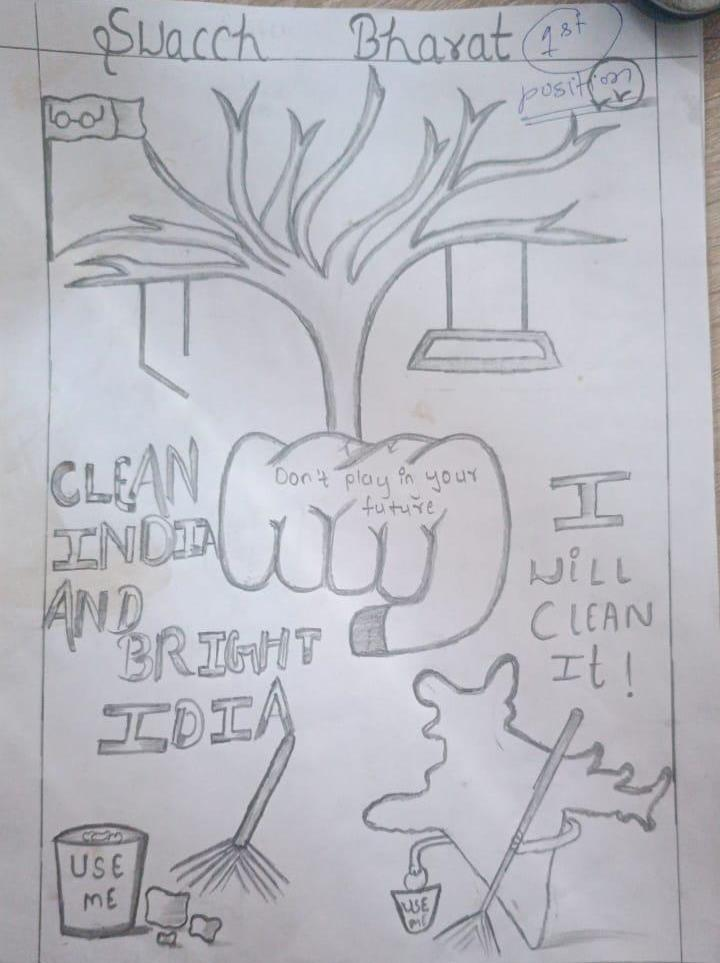 Swacch Bharat
1st
position
Don't play in your
future
CLEAN
INDIA
AND
BRIGHT
IDIA
I
WiLL
CLEAN
It!
USE
ME
USE
ME